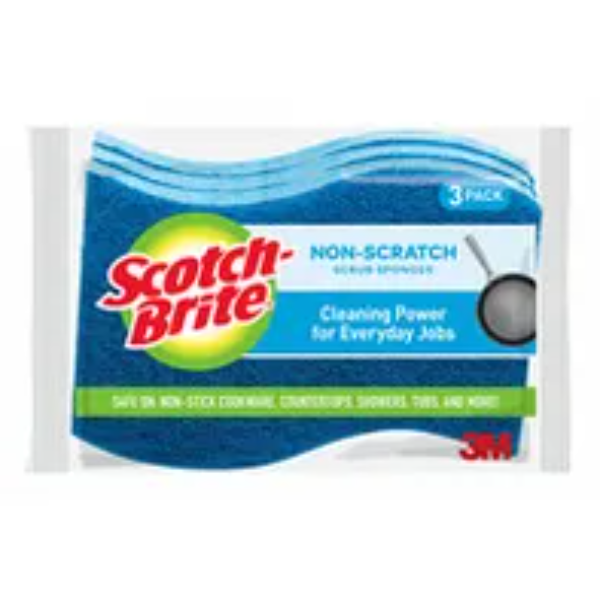 3 PACK
Scotch-
Brite
NON-SCRATCH
SCRUB SPONGES
Cleaning Power
for Everyday Jobs
SAFE ON NON-STICK COOKWARE, COUNTERTOPS, SHOWERS, TUBS, AND MORE!
3M